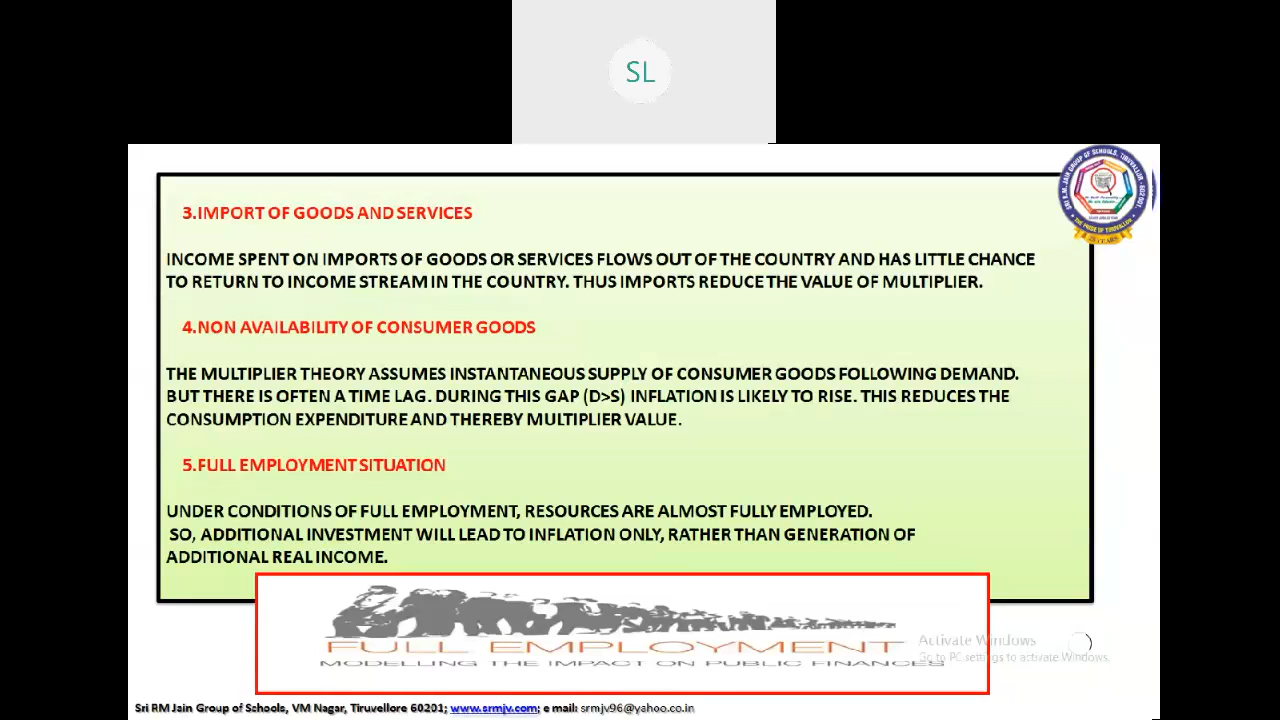 SL
3.IMPORT OF GOODS AND SERVICES
INCOME SPENT ON IMPORTS OF GOODS OR SERVICES FLOWS OUT OF THE COUNTRY AND HAS LITTLE CHANCE
TO RETURN TO INCOME STREAM IN THE COUNTRY. THUS IMPORTS REDUCE THE VALUE OF MULTIPLIER.
4.NON AVAILABILITY OF CONSUMER GOODS
THE MULTIPLIER THEORY ASSUMES INSTANTANEOUS SUPPLY OF CONSUMER GOODS FOLLOWING DEMAND.
BUT THERE IS OFTEN A TIME LAG. DURING THIS GAP (D>S) INFLATION IS LIKELY TO RISE. THIS REDUCES THE
CONSUMPTION EXPENDITURE AND THEREBY MULTIPLIER VALUE.
5.FULL EMPLOYMENT SITUATION
UNDER CONDITIONS OF FULL EMPLOYMENT, RESOURCES ARE ALMOST FULLY EMPLOYED.
SO, ADDITIONAL INVESTMENT WILL LEAD TO INFLATION ONLY, RATHER THAN GENERATION OF
ADDITIONAL REAL INCOME.
FULL EMPLOYMENT
MODELLING THE IMPACT ON PUBLIC FINANCES
Activate Windows
Go to PC settings to activate Windows.
Sri RM Jain Group of Schools, VM Nagar, Tiruvellore 60201; www.srmjv.com; e mail: srmjv96@yahoo.co.in